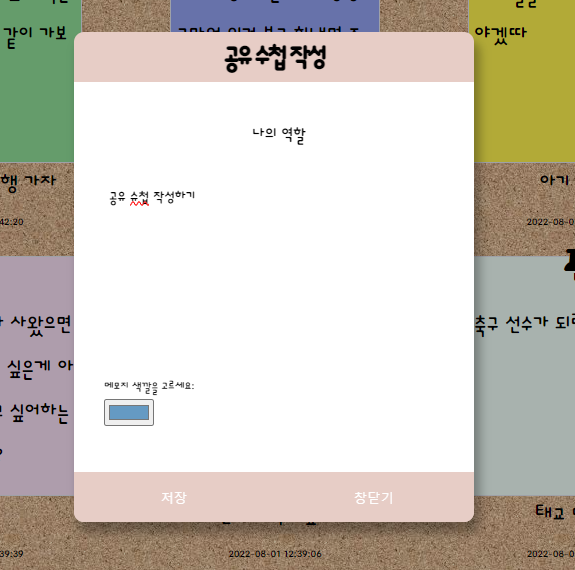 같이 가보
야겠따
공유 수첩 작성
나의 역할
행 가자
아기
공유 슈첩 작성하기
42:20
2022-08-0
사왔으면
축구 선수가 되
싶은게 아
메모지 색깔을 고르세요:
싶어하는
저장
창닫기
태교
39:39
2022-08-01 12:39:06
2022-08-0